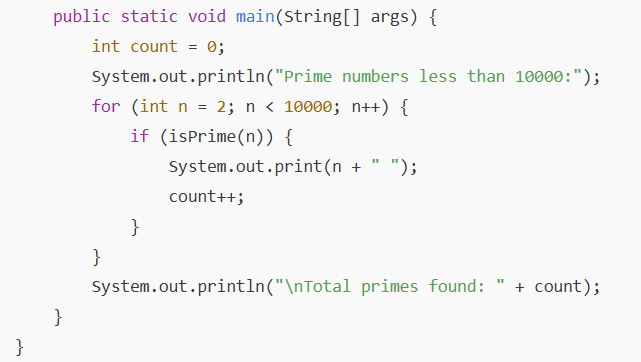 public static void main(String[] args) {
        int count = 0;
        System.out.println("Prime numbers less than 10000:");
        for (int n = 2; n < 10000; n++) {
            if (isPrime(n)) {
                System.out.print(n + " ");
                count++;
            }
        }
        System.out.println("\nTotal primes found: " + count);
    }
}